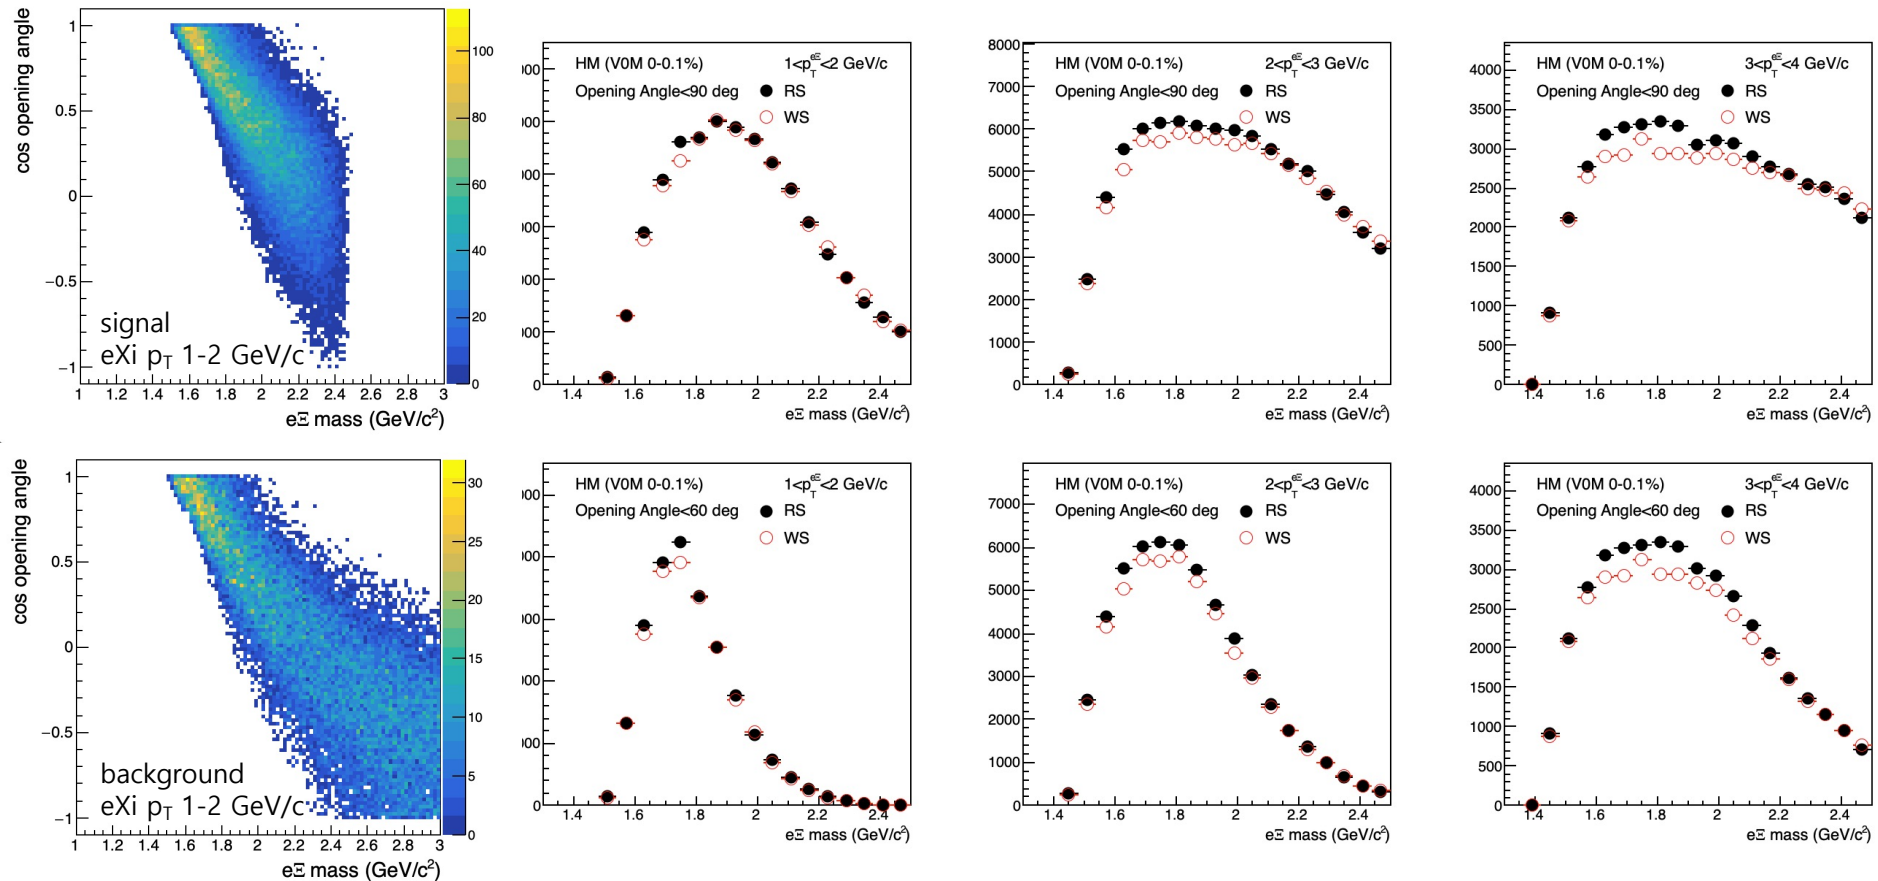 cos opening angle
1
0.5
0
−0.5
−1
signal
eXi pT 1-2 GeV/c
1 1.2 1.4 1.6 1.8 2 2.2 2.4 2.6 2.8 3
eΞ mass (GeV/c²)
100
80
60
40
20
0
HM (V0M 0-0.1%) 1<pT^eΞ<2 GeV/c
Opening Angle<90 deg RS
WS
0
1.4 1.6 1.8 2 2.2 2.4
eΞ mass (GeV/c²)
8000
7000
6000
5000
4000
3000
2000
1000
0
HM (V0M 0-0.1%) 2<pT^eΞ<3 GeV/c
Opening Angle<90 deg RS
WS
1.4 1.6 1.8 2 2.2 2.4
eΞ mass (GeV/c²)
4000
3500
3000
2500
2000
1500
1000
500
0
HM (V0M 0-0.1%) 3<pT^eΞ<4 GeV/c
Opening Angle<90 deg RS
WS
1.4 1.6 1.8 2 2.2 2.4
eΞ mass (GeV/c²)
cos opening angle
1
0.5
0
−0.5
−1
background
eXi pT 1-2 GeV/c
1 1.2 1.4 1.6 1.8 2 2.2 2.4 2.6 2.8 3
eΞ mass (GeV/c²)
30
25
20
15
10
5
0
HM (V0M 0-0.1%) 1<pT^eΞ<2 GeV/c
Opening Angle<60 deg RS
WS
0
1.4 1.6 1.8 2 2.2 2.4
eΞ mass (GeV/c²)
7000
6000
5000
4000
3000
2000
1000
0
HM (V0M 0-0.1%) 2<pT^eΞ<3 GeV/c
Opening Angle<60 deg RS
WS
1.4 1.6 1.8 2 2.2 2.4
eΞ mass (GeV/c²)
4000
3500
3000
2500
2000
1500
1000
500
0
HM (V0M 0-0.1%) 3<pT^eΞ<4 GeV/c
Opening Angle<60 deg RS
WS
1.4 1.6 1.8 2 2.2 2.4
eΞ mass (GeV/c²)